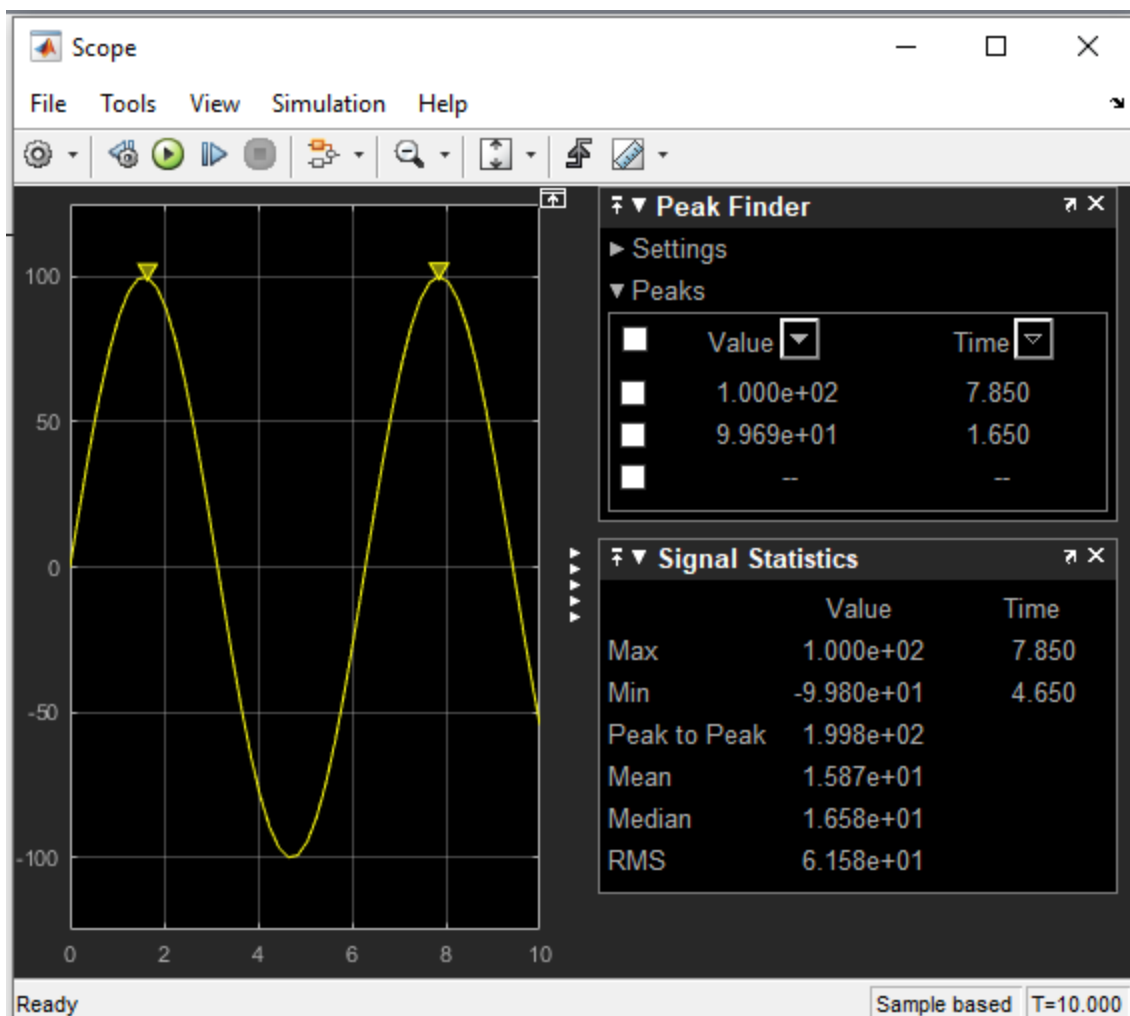 Scope
File Tools View Simulation Help
Peak Finder
Settings
Peaks
Value Time
1.000e+02 7.850
9.969e+01 1.650
-- --
Signal Statistics
Value Time
Max 1.000e+02 7.850
Min -9.980e+01 4.650
Peak to Peak 1.998e+02
Mean 1.587e+01
Median 1.658e+01
RMS 6.158e+01
100
50
0
-50
-100
0 2 4 6 8 10
Ready Sample based T=10.000